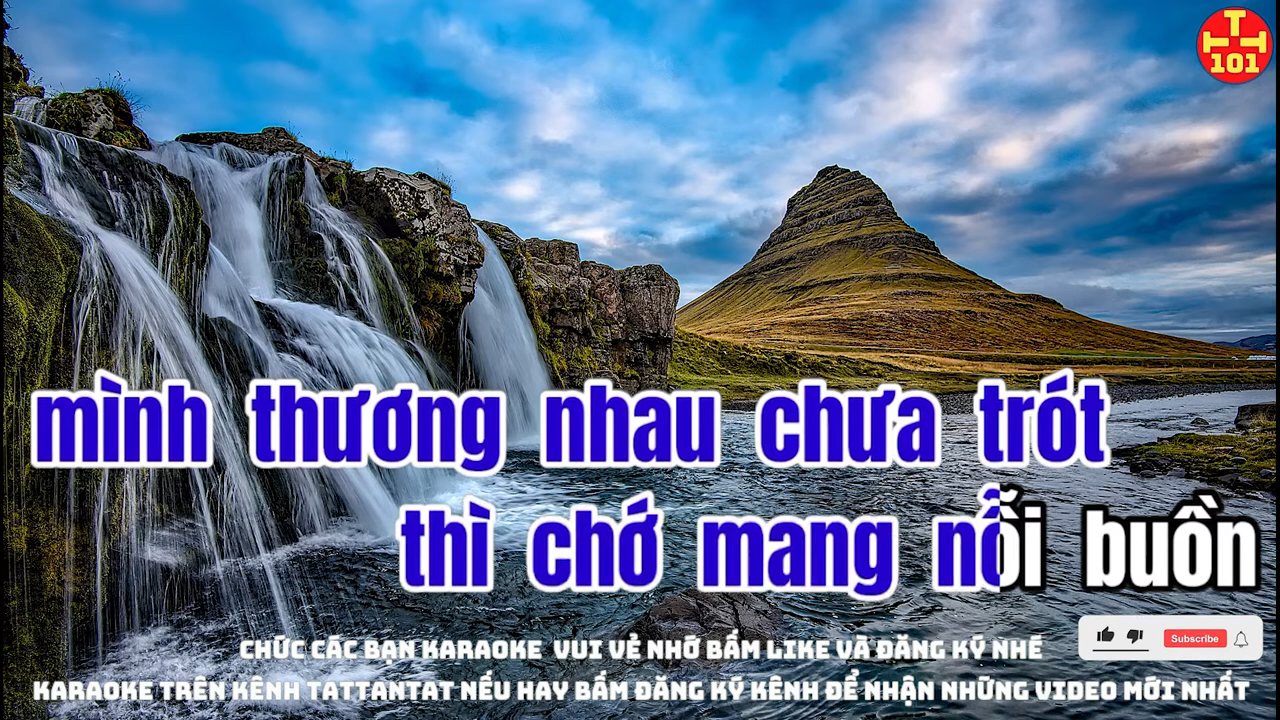 T
TT
101
mình thương nhau chưa trót
thì chớ mang nỗi buồn
Subscribe
CHỨC CÁC BẠN KARAOKE VUI VẺ NHỚ BẤM LIKE VÀ ĐĂNG KÝ NHÉ
KARAOKE TRÊN KÊNH TATTANTAT NẾU HAY BẤM ĐĂNG KÝ KÊNH ĐỂ NHẬN NHỮNG VIDEO MỚI NHẤT